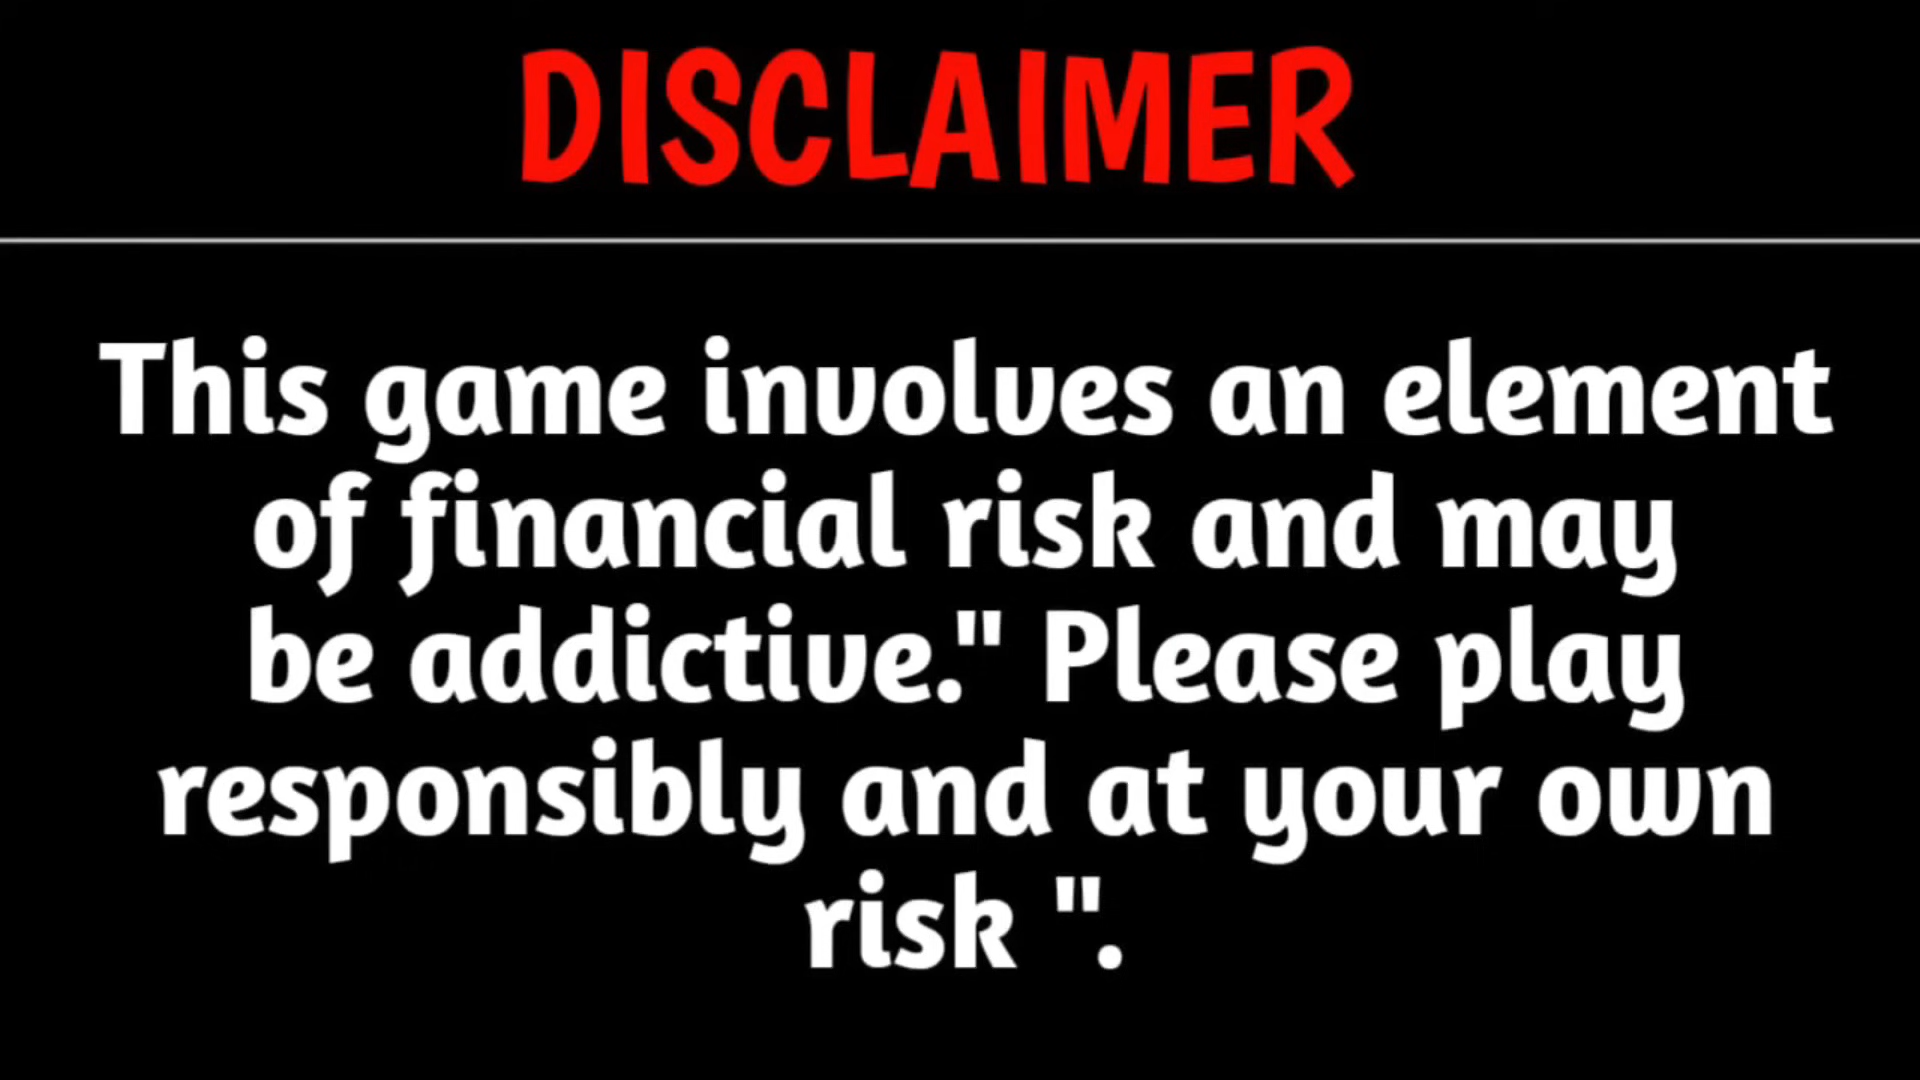 DISCLAIMER
This game involves an element
of financial risk and may
be addictive." Please play
responsibly and at your own
risk ".